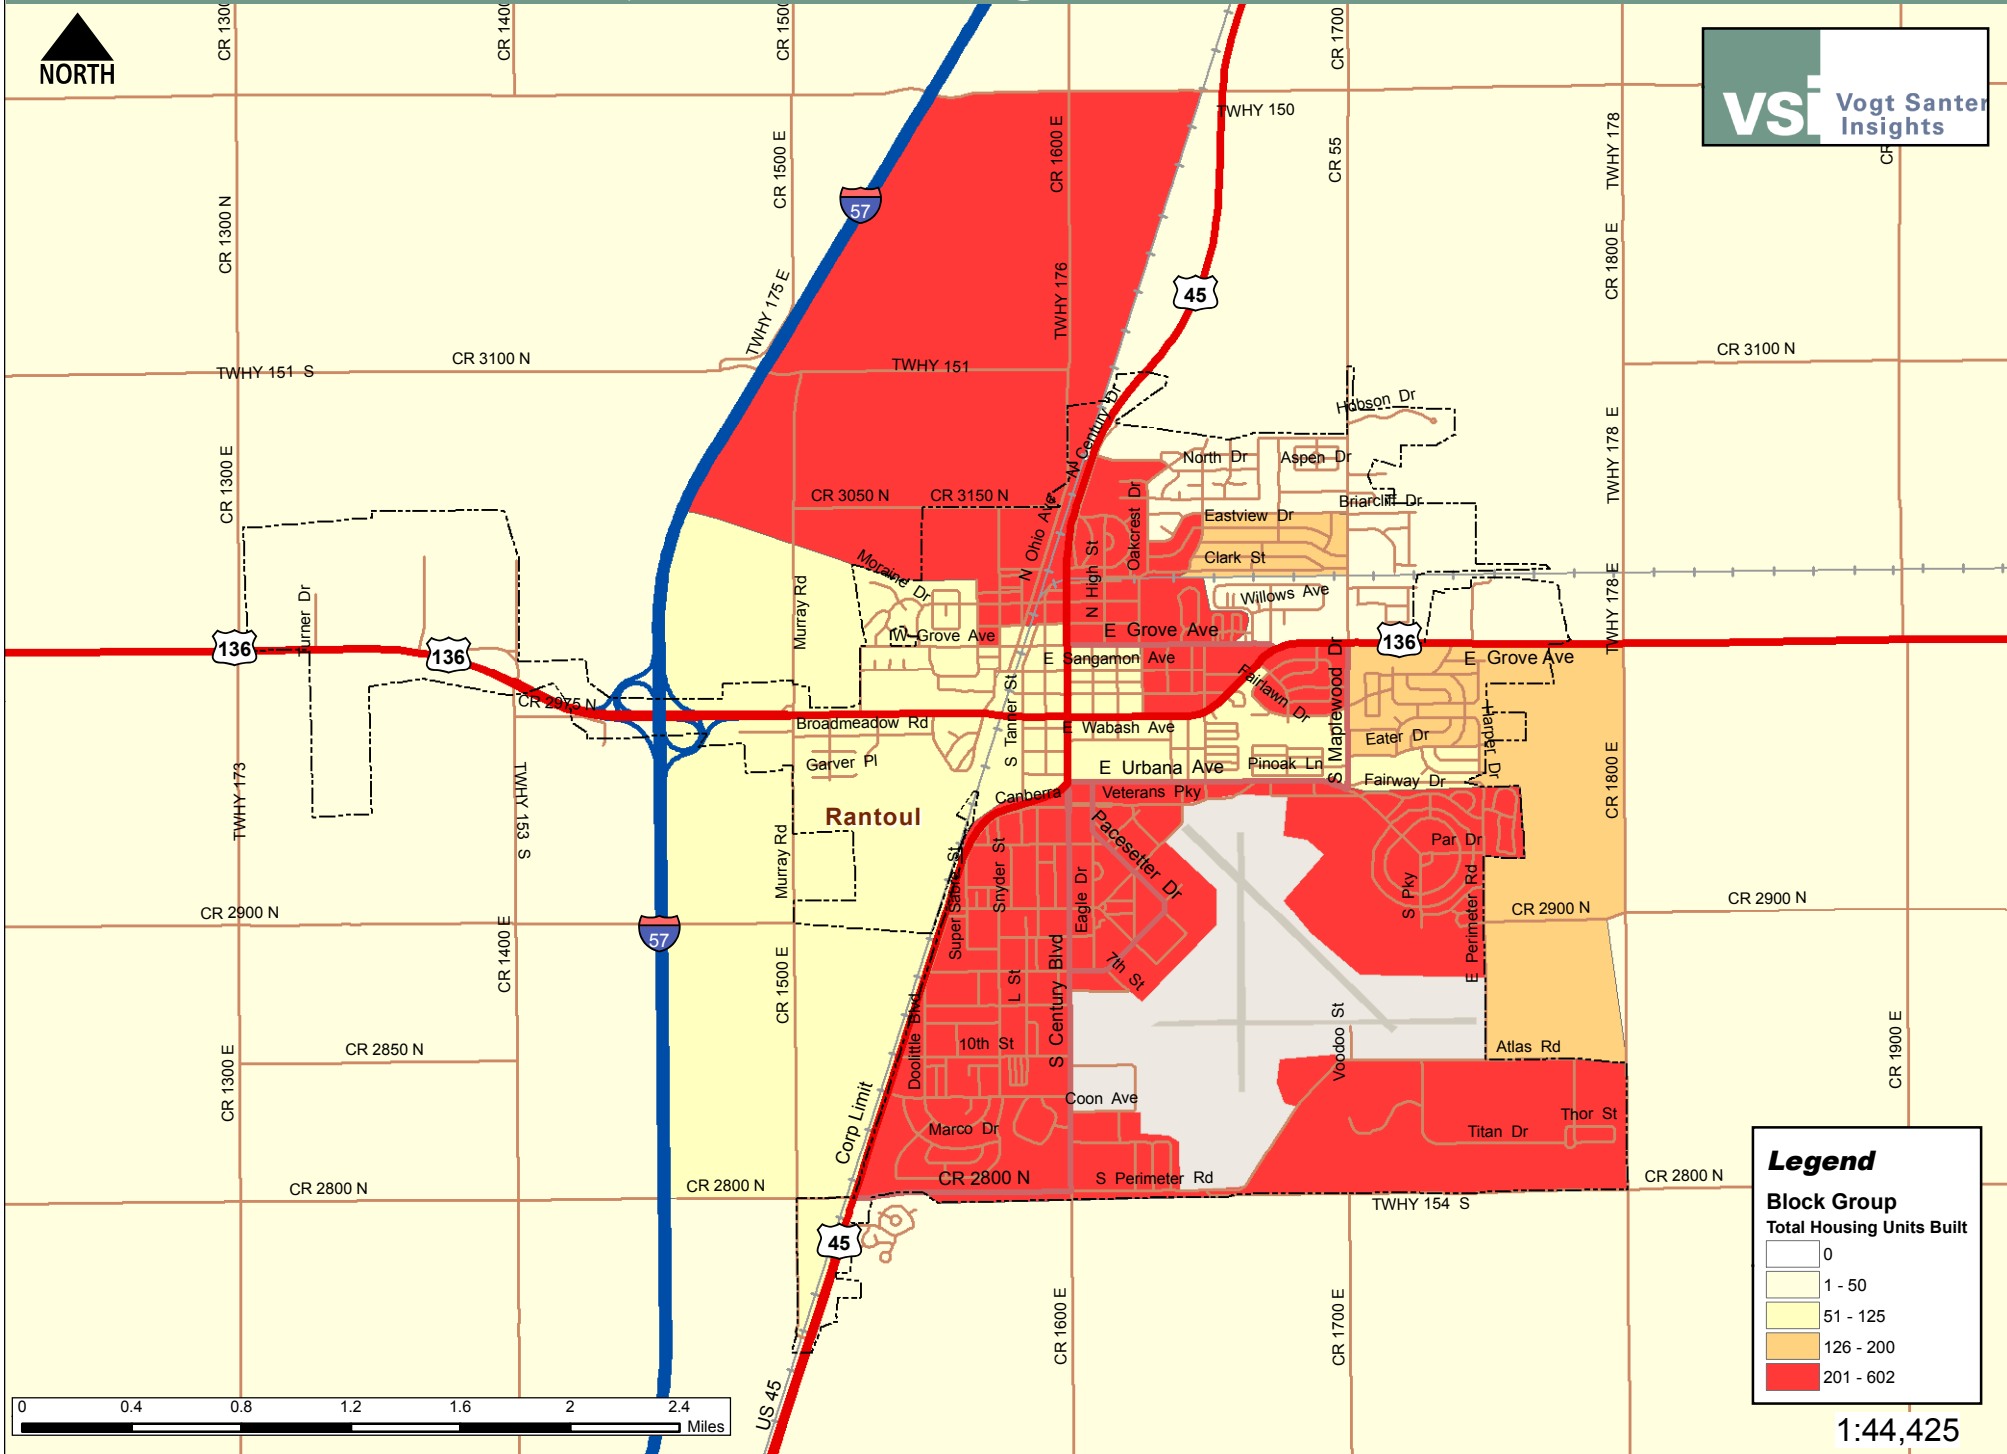 CR 1300
CR 1400
CR 1500
CR 1700
NORTH
vsi
Vogt Santer
Insights
TWHY 150
CR 1500 E
CR 1600 E
CR 55
TWHY 178
CR
57
CR 1300 N
CR 1800 E
TWHY 175 E
TWHY 176
45
CR 3100 N
TWHY 151 S
TWHY 151
CR 3100 N
N Century Dr
Hobson Dr
CR 1300 E
North Dr
Aspen Dr
TWHY 178 E
CR 3050 N
CR 3150 N
Oakcrest Dr
Briarcliff Dr
Eastview Dr
N Ohio Ave
N High St
Clark St
Moraine Dr
Turner Dr
Murray Rd
Willows Ave
TWHY 178 E
136
136
W Grove Ave
E Grove Ave
136
E Sangamon Ave
E Grove Ave
Fairlawn Dr
S Maplewood Dr
CR 2975 N
Broadmeadow Rd
S Tanner St
E Wabash Ave
Eater Dr
Harper Dr
Garver Pl
E Urbana Ave
Pinoak Ln
Fairway Dr
CR 1800 E
TWHY 173
TWHY 153 S
Canberra
Veterans Pky
Rantoul
Murray Rd
Super Sabre St
Snyder St
Pacesetter Dr
Eagle Dr
Par Dr
S Pky
E Perimeter Rd
CR 2900 N
CR 2900 N
CR 2900 N
57
CR 1400 E
CR 1500 E
L St
S Century Blvd
7th St
Doolittle Blvd
10th St
Voodoo St
Atlas Rd
CR 2850 N
CR 1300 E
CR 1900 E
Corp Limit
Coon Ave
Marco Dr
Thor St
Titan Dr
CR 2800 N
CR 2800 N
CR 2800 N
S Perimeter Rd
TWHY 154 S
CR 2800 N
45
CR 1600 E
CR 1700 E
US 45
Legend
Block Group
Total Housing Units Built
0
1 - 50
51 - 125
126 - 200
201 - 602
0 0.4 0.8 1.2 1.6 2 2.4
Miles
1:44,425